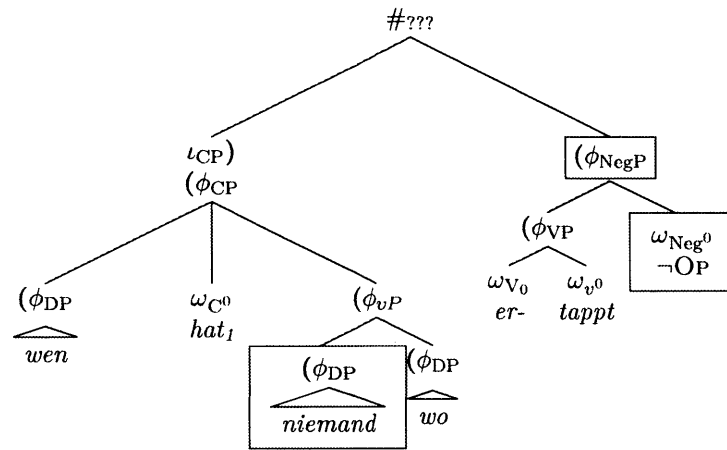 #???
ιCP)
(ϕNegP
(ϕCP
(ϕVP
ωNeg⁰
¬OP
(ϕDP
ωC⁰
(ϕvP
ωV₀
ωv⁰
wen
hat₁
er-
tappt
(ϕDP
(ϕDP
niemand
wo